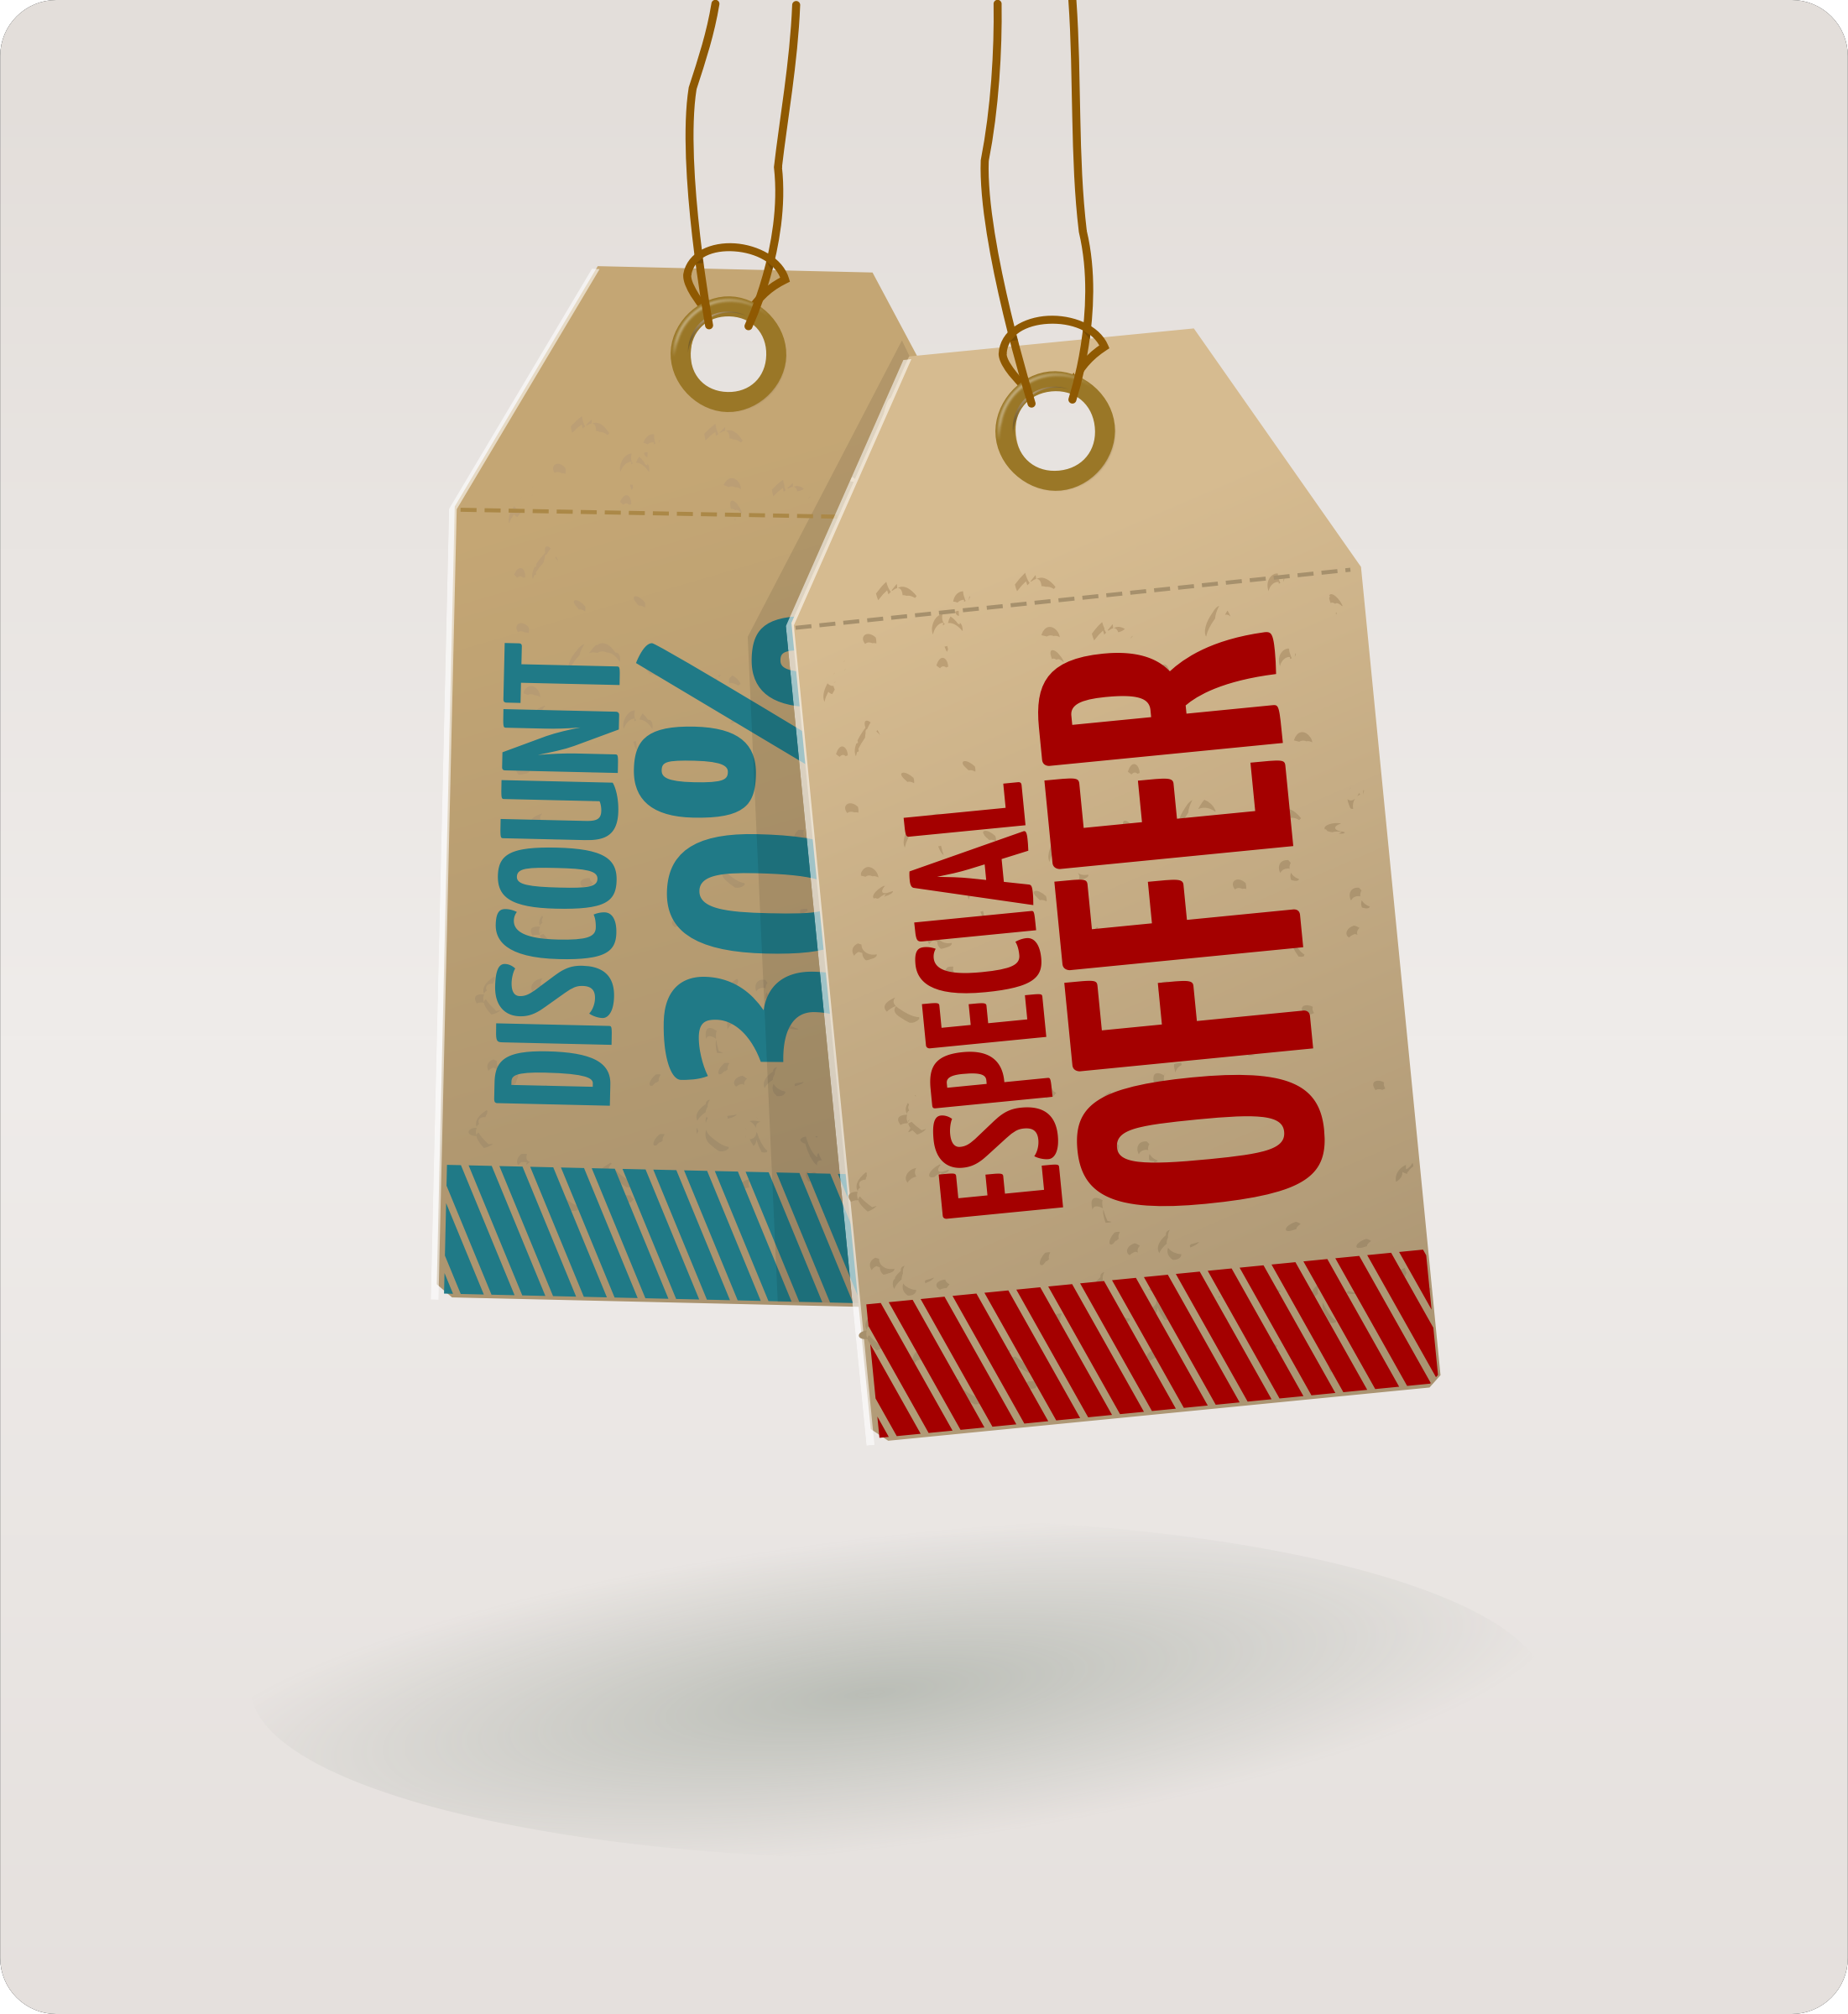 DISCOUNT
30%
ESPECIAL
OFFER